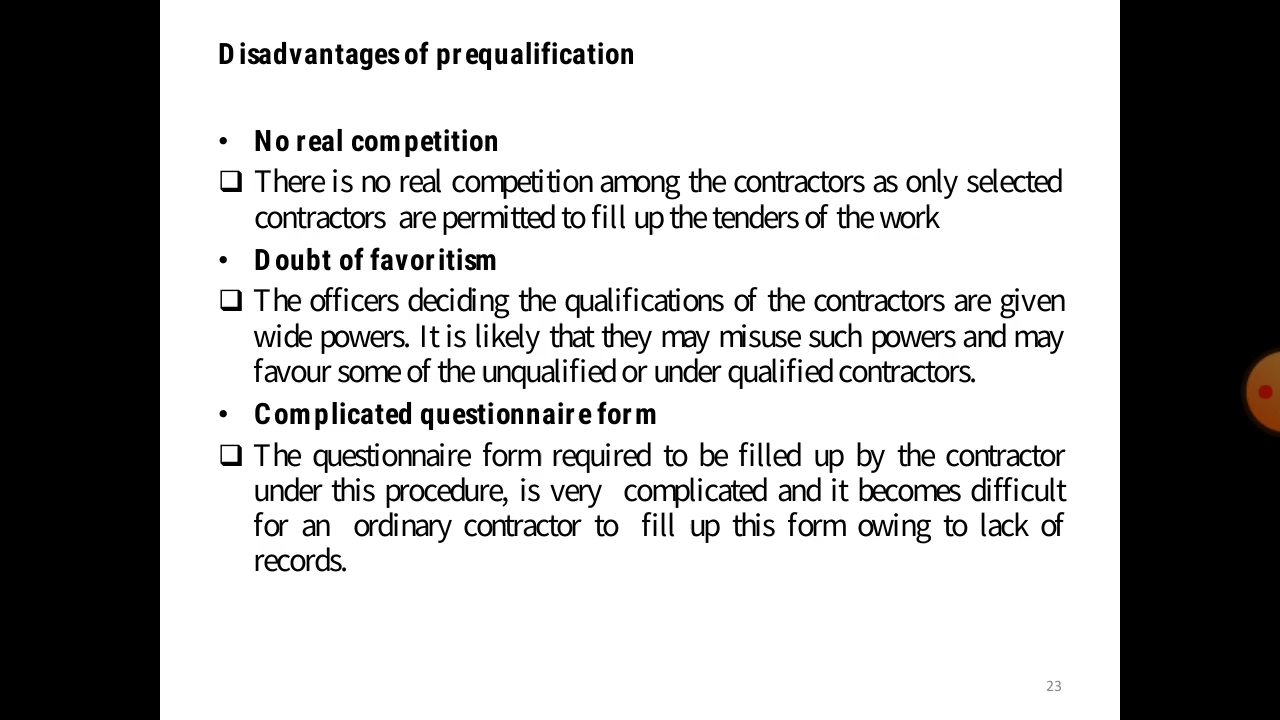 Disadvantages of prequalification
• No real competition
❑ There is no real competition among the contractors as only selected
contractors are permitted to fill up the tenders of the work
• Doubt of favoritism
❑ The officers deciding the qualifications of the contractors are given
wide powers. It is likely that they may misuse such powers and may
favour some of the unqualified or under qualified contractors.
• Complicated questionnaire form
❑ The questionnaire form required to be filled up by the contractor
under this procedure, is very complicated and it becomes difficult
for an ordinary contractor to fill up this form owing to lack of
records.
23